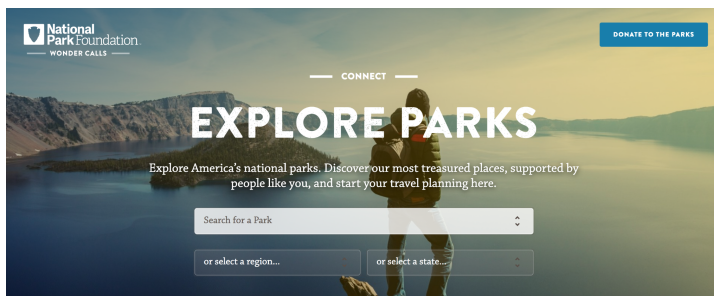 National
Park Foundation
WONDER CALLS
DONATE TO THE PARKS
CONNECT
EXPLORE PARKS
Explore America's national parks. Discover our most treasured places, supported by
people like you, and start your travel planning here.
Search for a Park
or select a region...
or select a state...